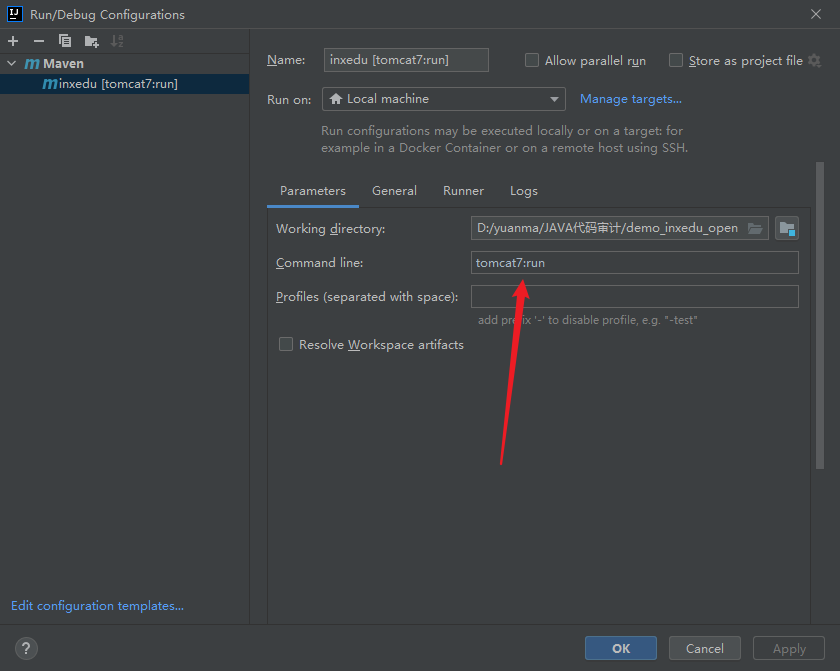 Run/Debug Configurations
Maven
inxedu [tomcat7:run]
Name: inxedu [tomcat7:run] Allow parallel run Store as project file
Run on: Local machine Manage targets...
Run configurations may be executed locally or on a target: for
example in a Docker Container or on a remote host using SSH.
Parameters General Runner Logs
Working directory: D:/yuanma/JAVA代码审计/demo_inxedu_open
Command line: tomcat7:run
Profiles (separated with space):
add prefix '-' to disable profile, e.g. "-test"
Resolve Workspace artifacts
Edit configuration templates...
? OK Cancel Apply